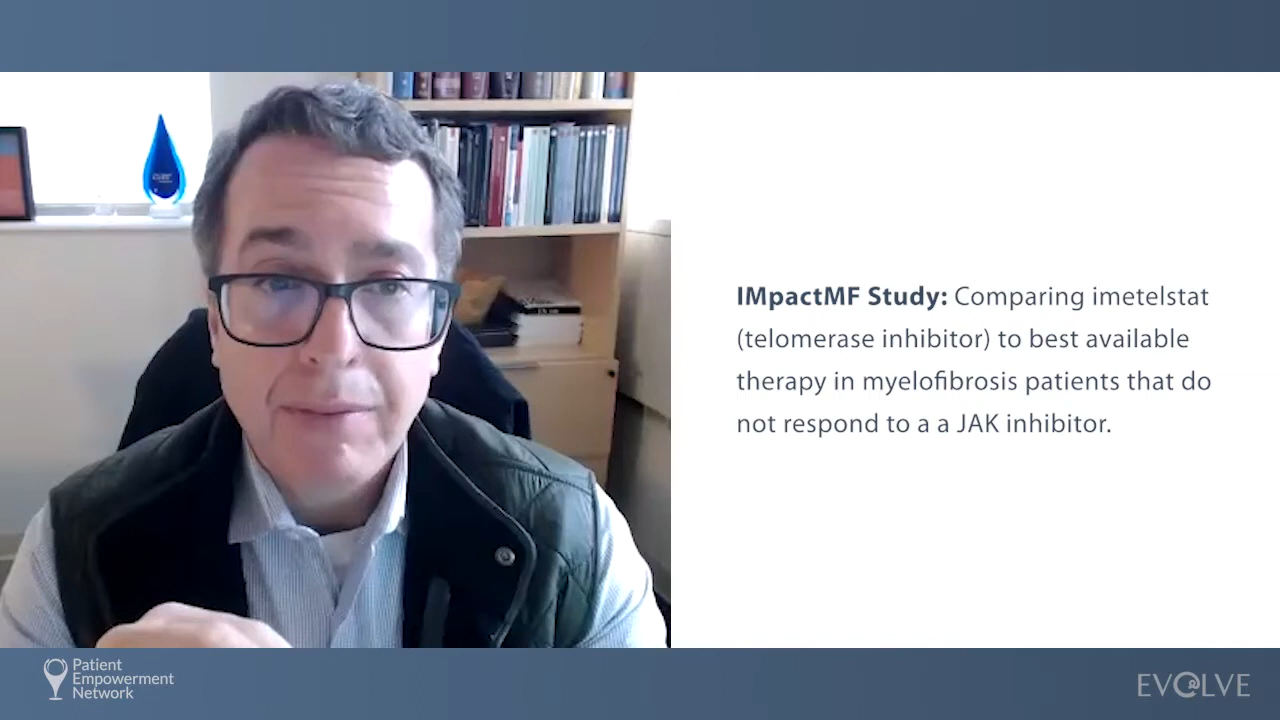 IMpactMF Study: Comparing imetelstat
(telomerase inhibitor) to best available
therapy in myelofibrosis patients that do
not respond to a a JAK inhibitor.
Patient
Empowerment
Network
EVOLVE